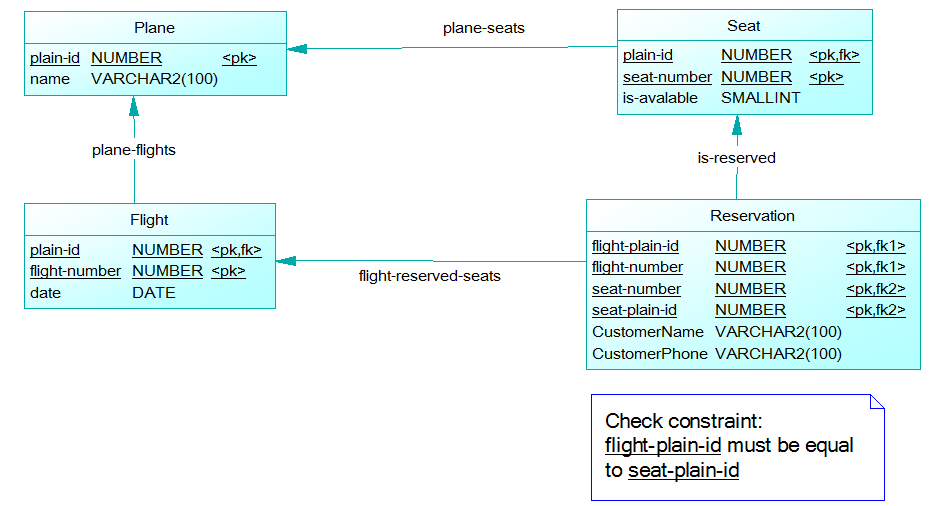 Plane
plain-id NUMBER <pk>
name VARCHAR2(100)
plane-seats
Seat
plain-id NUMBER <pk,fk>
seat-number NUMBER <pk>
is-avalable SMALLINT
plane-flights
is-reserved
Flight
plain-id NUMBER <pk,fk>
flight-number NUMBER <pk>
date DATE
flight-reserved-seats
Reservation
flight-plain-id NUMBER <pk,fk1>
flight-number NUMBER <pk,fk1>
seat-number NUMBER <pk,fk2>
seat-plain-id NUMBER <pk,fk2>
CustomerName VARCHAR2(100)
CustomerPhone VARCHAR2(100)
Check constraint:
flight-plain-id must be equal
to seat-plain-id